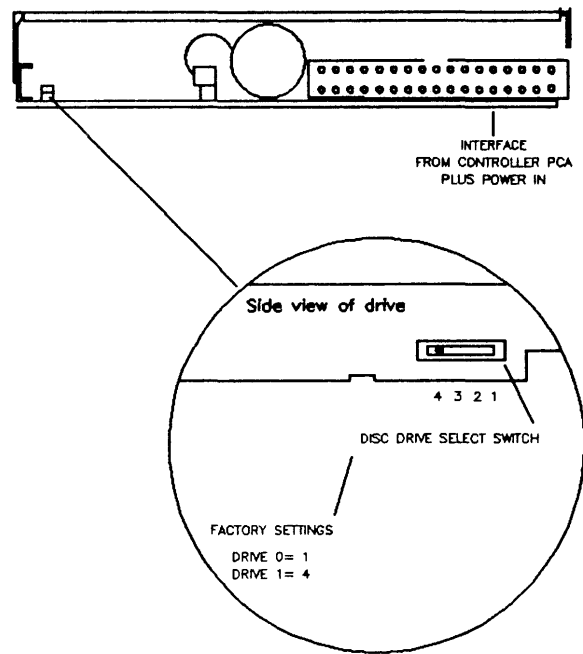 INTERFACE
FROM CONTROLLER PCA
PLUS POWER IN
Side view of drive
4 3 2 1
DISC DRIVE SELECT SWITCH
FACTORY SETTINGS
DRIVE 0= 1
DRIVE 1= 4